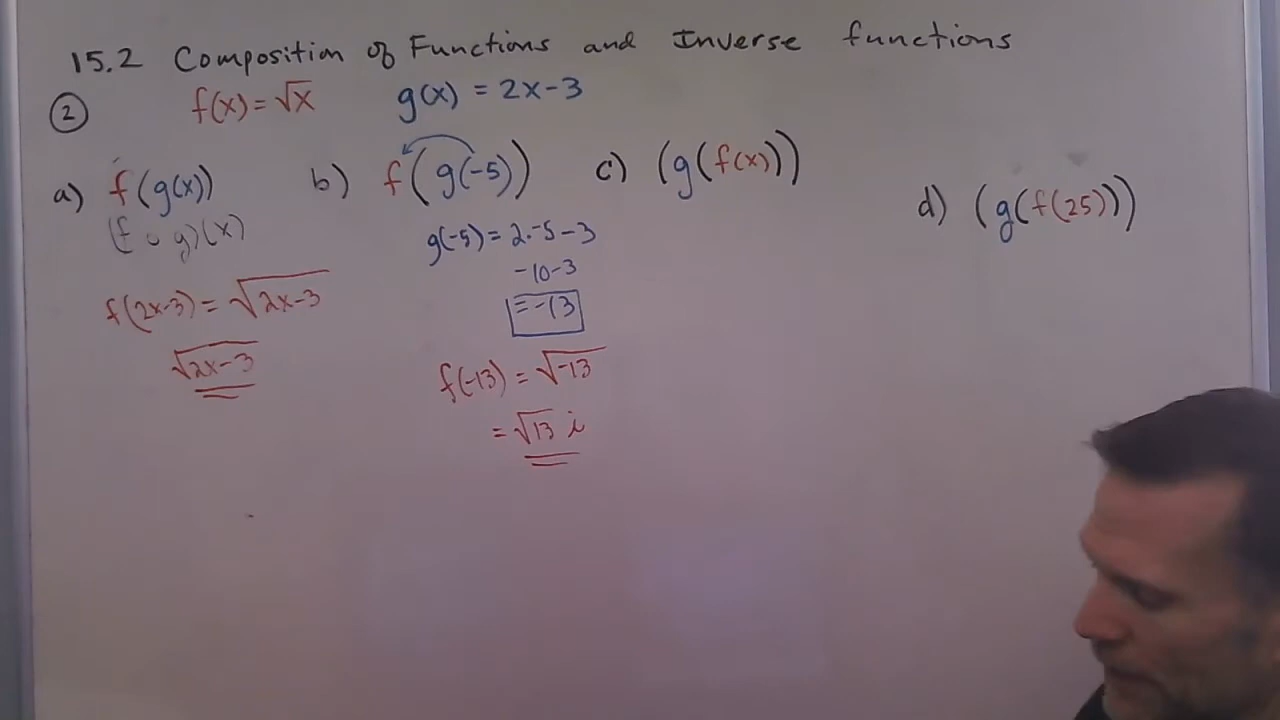 15.2 Composition of Functions and Inverse functions
② f(x) = √x g(x) = 2x-3
a) f(g(x))
(f ∘ g)(x)
f(2x-3) = √(2x-3)
√(2x-3)
b) f(g(-5))
g(-5) = 2·-5-3
-10-3
= -13
f(-13) = √-13
= √13 i
c) (g(f(x)))
d) (g(f(25)))